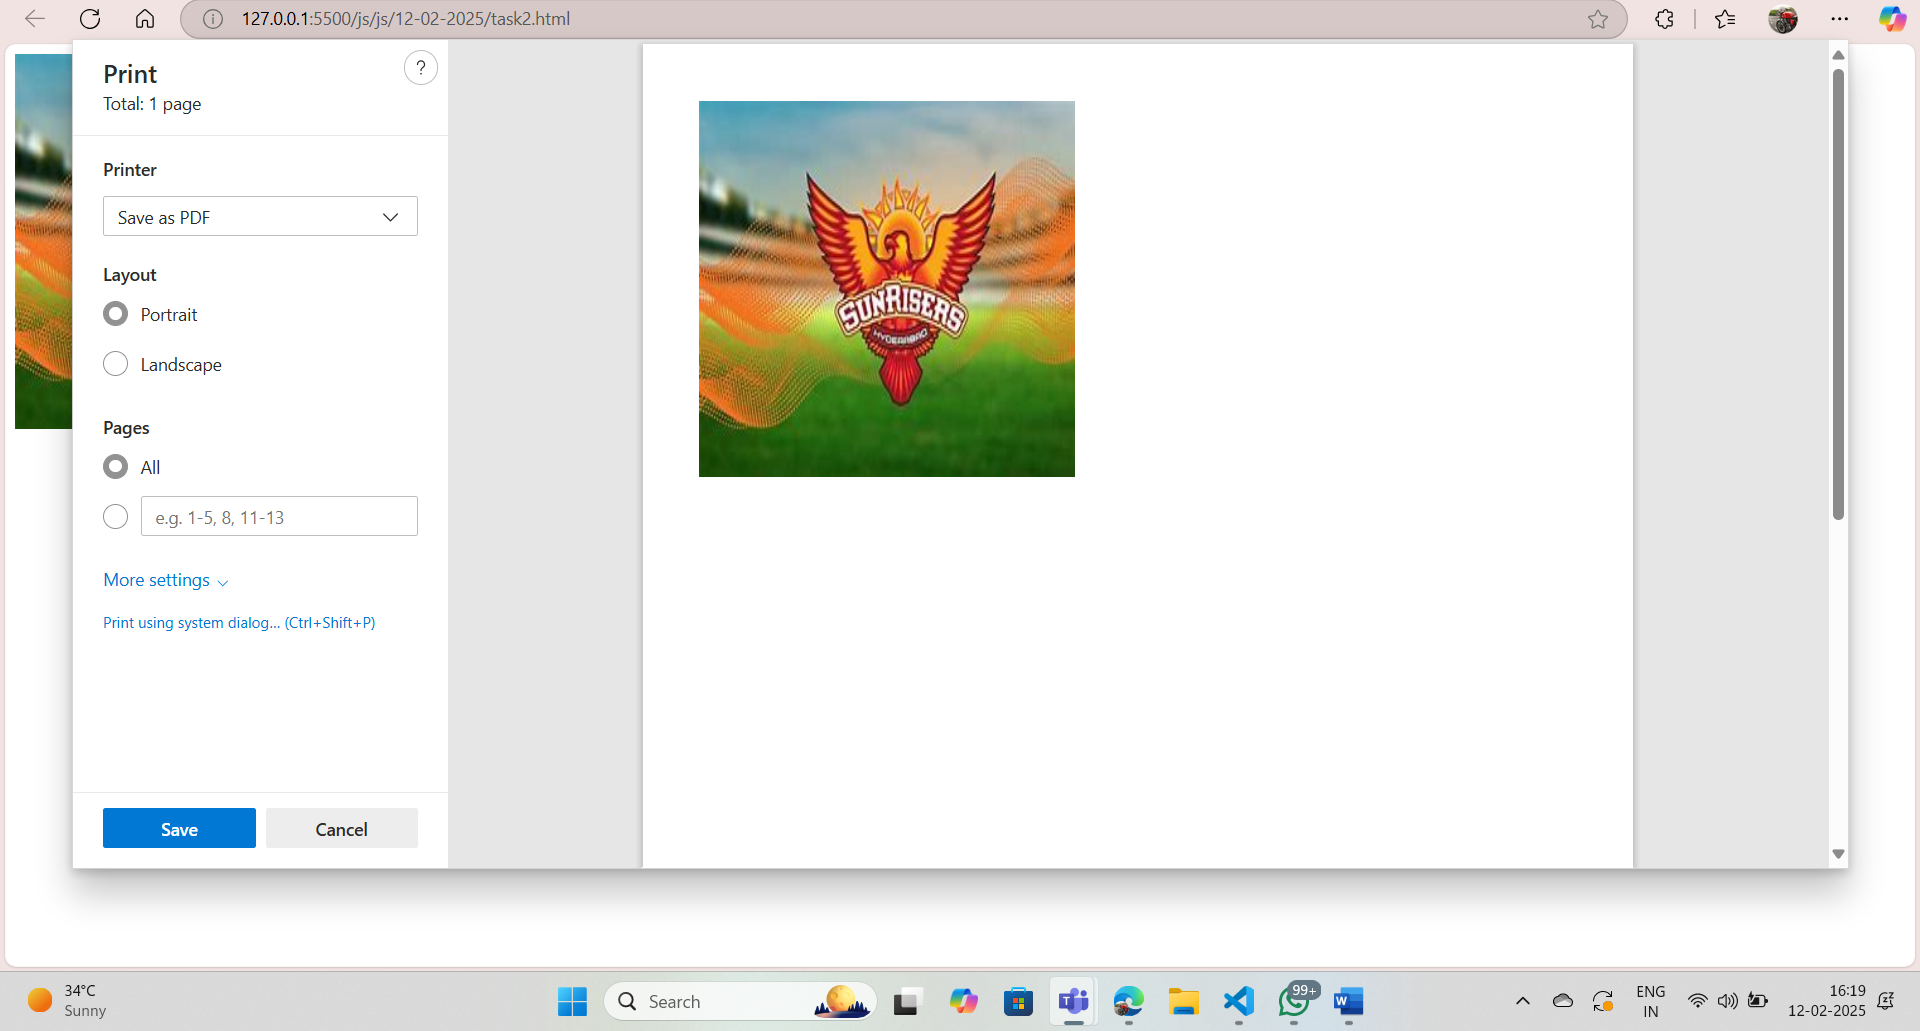 127.0.0.1:5500/js/js/12-02-2025/task2.html
Print
?
Total: 1 page
Printer
Save as PDF
Layout
Portrait
Landscape
Pages
All
e.g. 1-5, 8, 11-13
More settings
Print using system dialog... (Ctrl+Shift+P)
Save
Cancel
SUNRISERS
HYDERABAD
34°C
Sunny
Search
99+
ENG
IN
16:19
12-02-2025